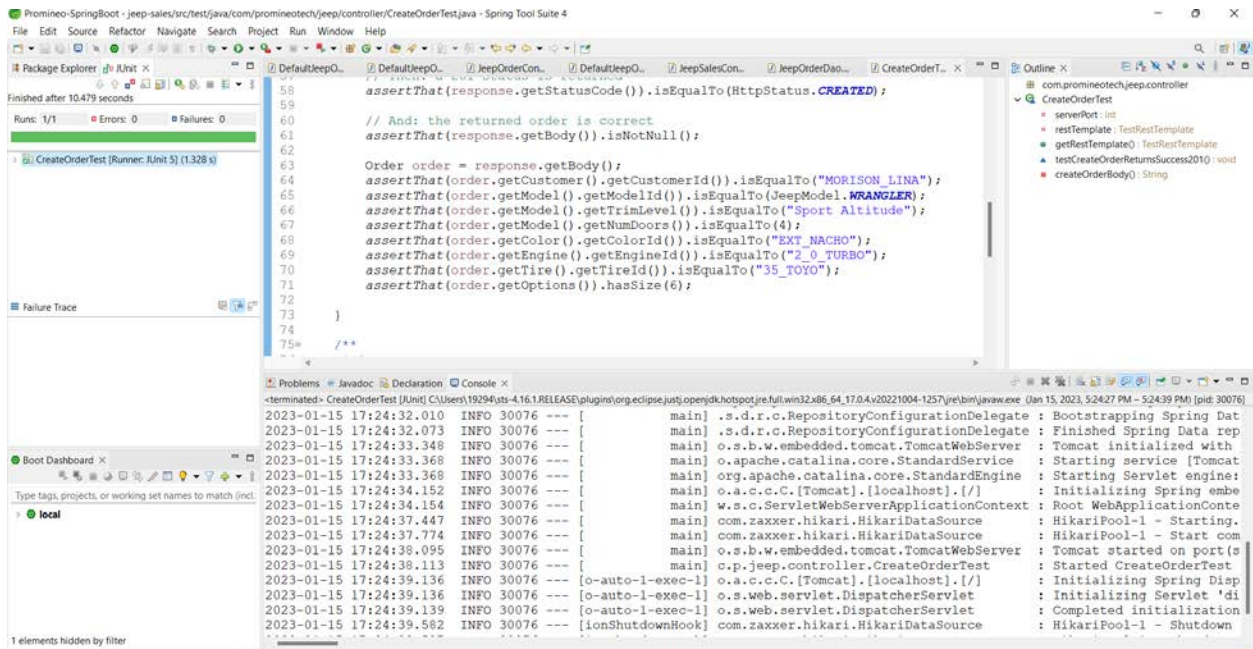 Promineo-SpringBoot - jeep-sales/src/test/java/com/promineotech/jeep/controller/CreateOrderTest.java - Spring Tool Suite 4
File Edit Source Refactor Navigate Search Project Run Window Help
Package Explorer JUnit
Finished after 10.479 seconds
Runs: 1/1 Errors: 0 Failures: 0
CreateOrderTest [Runner: JUnit 5] (1.328 s)
Failure Trace
Boot Dashboard
Type tags, projects, or working set names to match (incl.
local
1 elements hidden by filter
DefaultJeepO... DefaultJeepO... JeepOrderCon... DefaultJeepO... JeepSalesCon... JeepOrderDao... CreateOrderT...
58 assertThat(response.getStatusCode()).isEqualTo(HttpStatus.CREATED);
59
60 // And: the returned order is correct
61 assertThat(response.getBody()).isNotNull();
62
63 Order order = response.getBody();
64 assertThat(order.getCustomer().getCustomerId()).isEqualTo("MORISON_LINA");
65 assertThat(order.getModel().getModelId()).isEqualTo(JeepModel.WRANGLER);
66 assertThat(order.getModel().getTrimLevel()).isEqualTo("Sport Altitude");
67 assertThat(order.getModel().getNumDoors()).isEqualTo(4);
68 assertThat(order.getColor().getColorId()).isEqualTo("EXT_NACHO");
69 assertThat(order.getEngine().getEngineId()).isEqualTo("2_0_TURBO");
70 assertThat(order.getTire().getTireId()).isEqualTo("35_TOYO");
71 assertThat(order.getOptions()).hasSize(6);
72
73 }
74
75 /**
Outline
com.promineotech.jeep.controller
CreateOrderTest
serverPort : int
restTemplate : TestRestTemplate
getRestTemplate() : TestRestTemplate
testCreateOrderReturnsSuccess201() : void
createOrderBody() : String
Problems Javadoc Declaration Console
<terminated> CreateOrderTest [JUnit] C:\Users\19294\sts-4.16.1.RELEASE\plugins\org.eclipse.justj.openjdk.hotspot.jre.full.win32.x86_64_17.0.4.v20221004-1257\jre\bin\javaw.exe (Jan 15, 2023, 5:24:27 PM – 5:24:39 PM) [pid: 30076]
2023-01-15 17:24:32.010 INFO 30076 --- [ main] .s.d.r.c.RepositoryConfigurationDelegate : Bootstrapping Spring Dat
2023-01-15 17:24:32.073 INFO 30076 --- [ main] .s.d.r.c.RepositoryConfigurationDelegate : Finished Spring Data rep
2023-01-15 17:24:33.348 INFO 30076 --- [ main] o.s.b.w.embedded.tomcat.TomcatWebServer : Tomcat initialized with
2023-01-15 17:24:33.368 INFO 30076 --- [ main] o.apache.catalina.core.StandardService : Starting service [Tomcat
2023-01-15 17:24:33.368 INFO 30076 --- [ main] org.apache.catalina.core.StandardEngine : Starting Servlet engine:
2023-01-15 17:24:34.152 INFO 30076 --- [ main] o.a.c.c.C.[Tomcat].[localhost].[/] : Initializing Spring embe
2023-01-15 17:24:34.154 INFO 30076 --- [ main] w.s.c.ServletWebServerApplicationContext : Root WebApplicationConte
2023-01-15 17:24:37.447 INFO 30076 --- [ main] com.zaxxer.hikari.HikariDataSource : HikariPool-1 - Starting.
2023-01-15 17:24:37.774 INFO 30076 --- [ main] com.zaxxer.hikari.HikariDataSource : HikariPool-1 - Start com
2023-01-15 17:24:38.095 INFO 30076 --- [ main] o.s.b.w.embedded.tomcat.TomcatWebServer : Tomcat started on port(s
2023-01-15 17:24:38.113 INFO 30076 --- [ main] c.p.jeep.controller.CreateOrderTest : Started CreateOrderTest
2023-01-15 17:24:39.136 INFO 30076 --- [o-auto-1-exec-1] o.a.c.c.C.[Tomcat].[localhost].[/] : Initializing Spring Disp
2023-01-15 17:24:39.136 INFO 30076 --- [o-auto-1-exec-1] o.s.web.servlet.DispatcherServlet : Initializing Servlet 'di
2023-01-15 17:24:39.139 INFO 30076 --- [o-auto-1-exec-1] o.s.web.servlet.DispatcherServlet : Completed initialization
2023-01-15 17:24:39.582 INFO 30076 --- [ionShutdownHook] com.zaxxer.hikari.HikariDataSource : HikariPool-1 - Shutdown